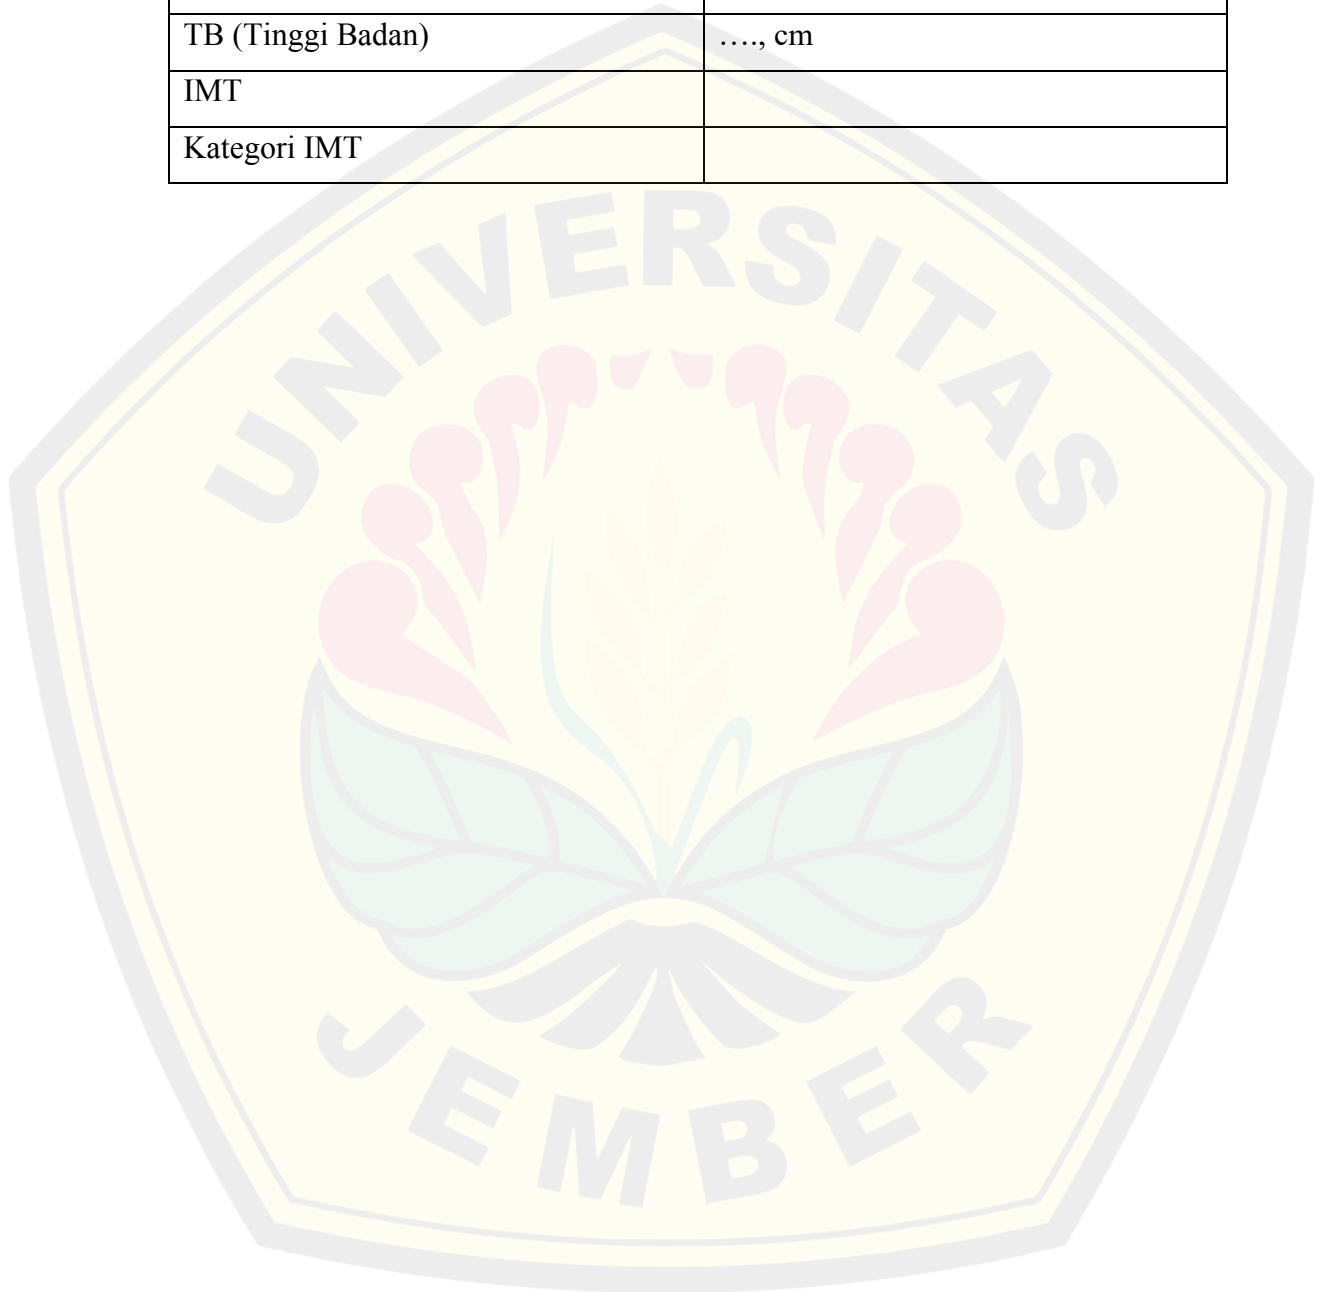 TB (Tinggi Badan) …., cm
IMT
Kategori IMT
UNIVERSITAS
JEMBER